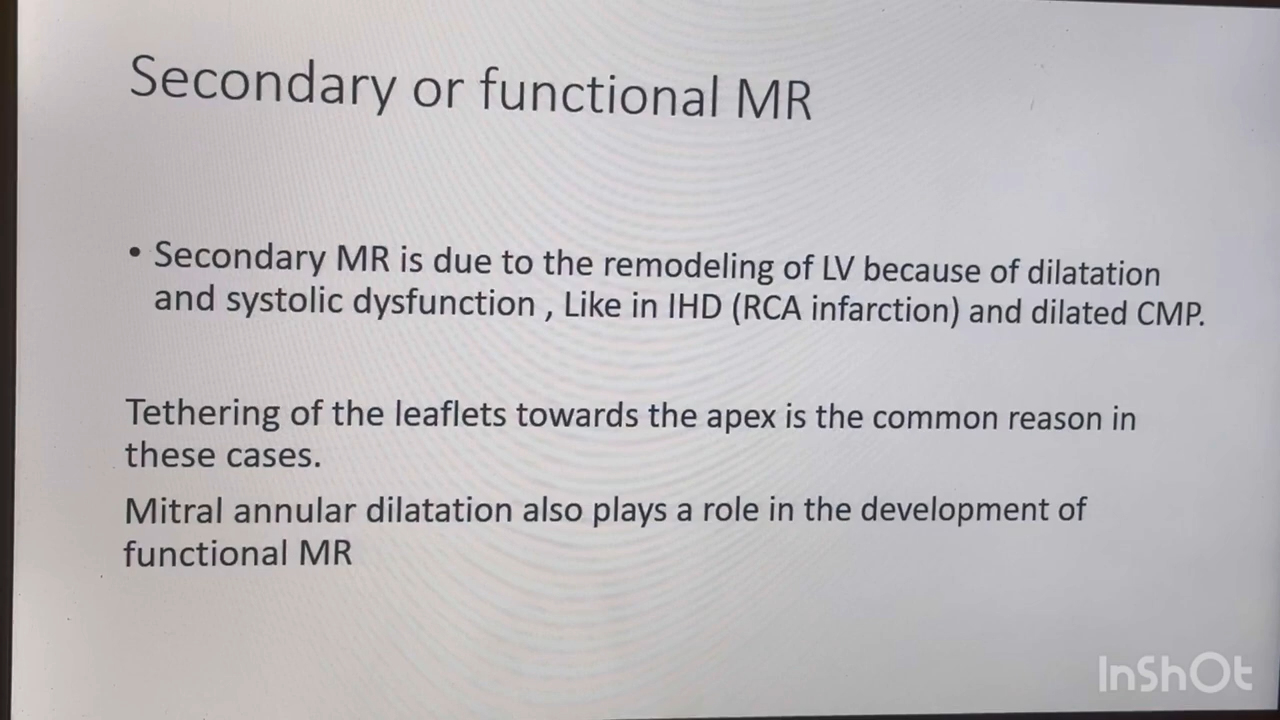 Secondary or functional MR
• Secondary MR is due to the remodeling of LV because of dilatation
and systolic dysfunction , Like in IHD (RCA infarction) and dilated CMP.
Tethering of the leaflets towards the apex is the common reason in
these cases.
Mitral annular dilatation also plays a role in the development of
functional MR
InShOt